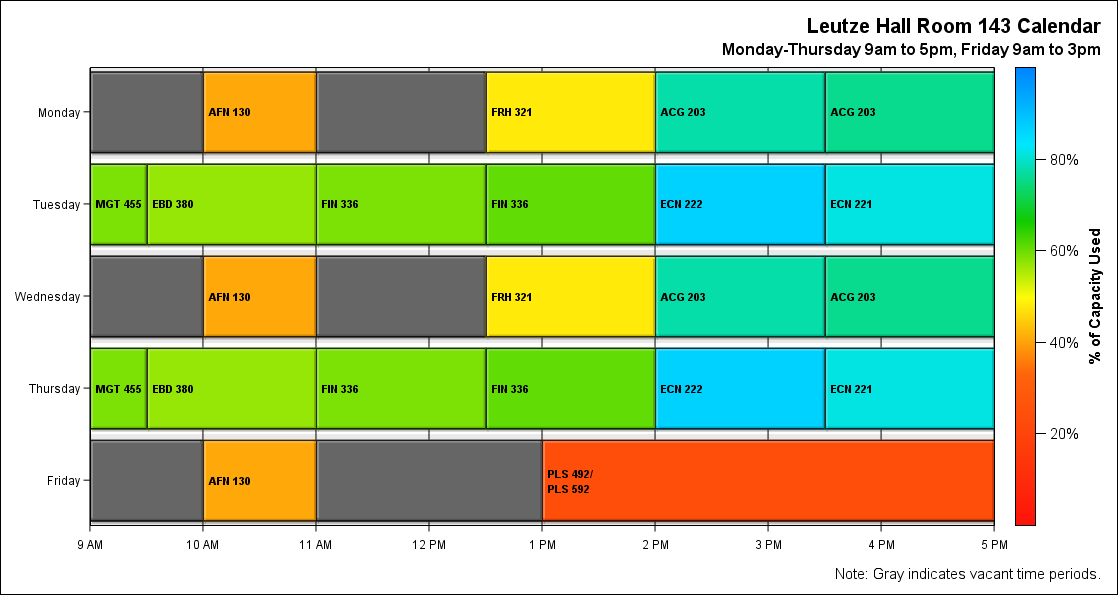 Leutze Hall Room 143 Calendar
Monday-Thursday 9am to 5pm, Friday 9am to 3pm
Monday
AFN 130
FRH 321
ACG 203
ACG 203
Tuesday
MGT 455
EBD 380
FIN 336
FIN 336
ECN 222
ECN 221
Wednesday
AFN 130
FRH 321
ACG 203
ACG 203
Thursday
MGT 455
EBD 380
FIN 336
FIN 336
ECN 222
ECN 221
Friday
AFN 130
PLS 492/
PLS 592
9 AM
10 AM
11 AM
12 PM
1 PM
2 PM
3 PM
4 PM
5 PM
80%
60%
40%
20%
% of Capacity Used
Note: Gray indicates vacant time periods.